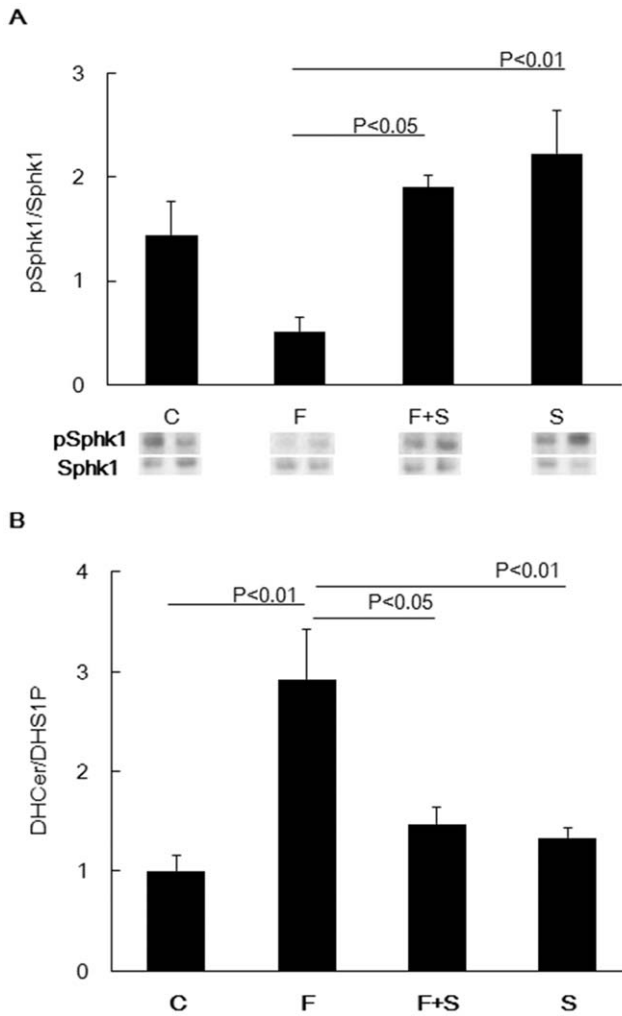 A
P<0.01
P<0.05
pSphk1/Sphk1
3
2
1
0
C F F+S S
pSphk1
Sphk1
B
P<0.01
P<0.01
P<0.05
DHCer/DHS1P
4
3
2
1
0
C F F+S S